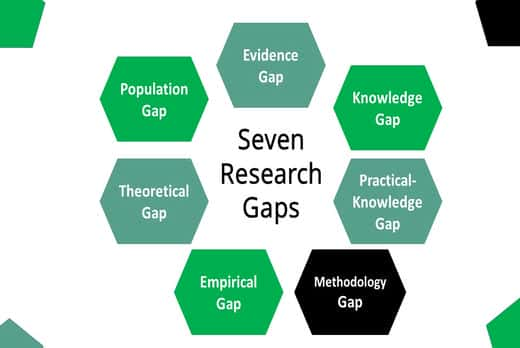 Evidence
Gap
Population
Gap
Knowledge
Gap
Seven
Research
Gaps
Theoretical
Gap
Practical-
Knowledge
Gap
Empirical
Gap
Methodology
Gap